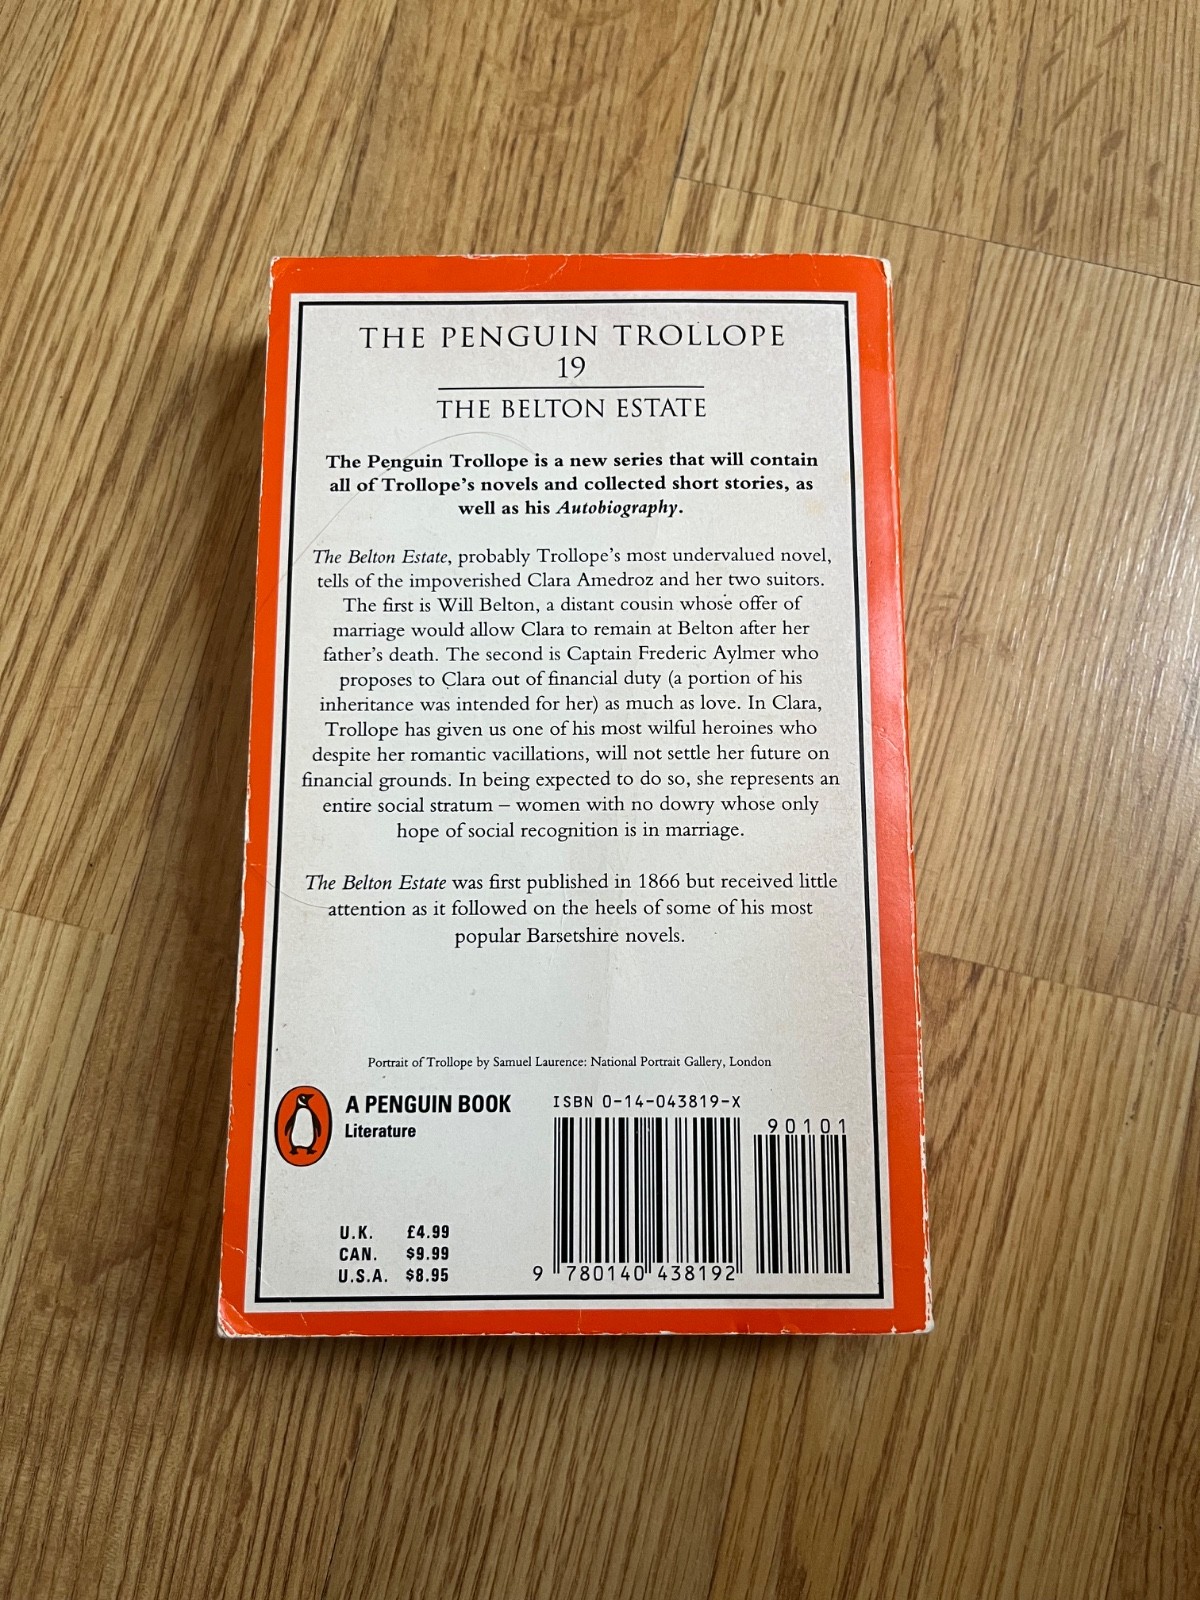 THE PENGUIN TROLLOPE
19
THE BELTON ESTATE
The Penguin Trollope is a new series that will contain
all of Trollope's novels and collected short stories, as
well as his Autobiography.
The Belton Estate, probably Trollope's most undervalued novel,
tells of the impoverished Clara Amedroz and her two suitors.
The first is Will Belton, a distant cousin whose offer of
marriage would allow Clara to remain at Belton after her
father's death. The second is Captain Frederic Aylmer who
proposes to Clara out of financial duty (a portion of his
inheritance was intended for her) as much as love. In Clara,
Trollope has given us one of his most wilful heroines who
despite her romantic vacillations, will not settle her future on
financial grounds. In being expected to do so, she represents an
entire social stratum – women with no dowry whose only
hope of social recognition is in marriage.
The Belton Estate was first published in 1866 but received little
attention as it followed on the heels of some of his most
popular Barsetshire novels.
Portrait of Trollope by Samuel Laurence: National Portrait Gallery, London
A PENGUIN BOOK
Literature
ISBN 0-14-043819-X
90101
U.K. £4.99
CAN. $9.99
U.S.A. $8.95
9 780140 438192